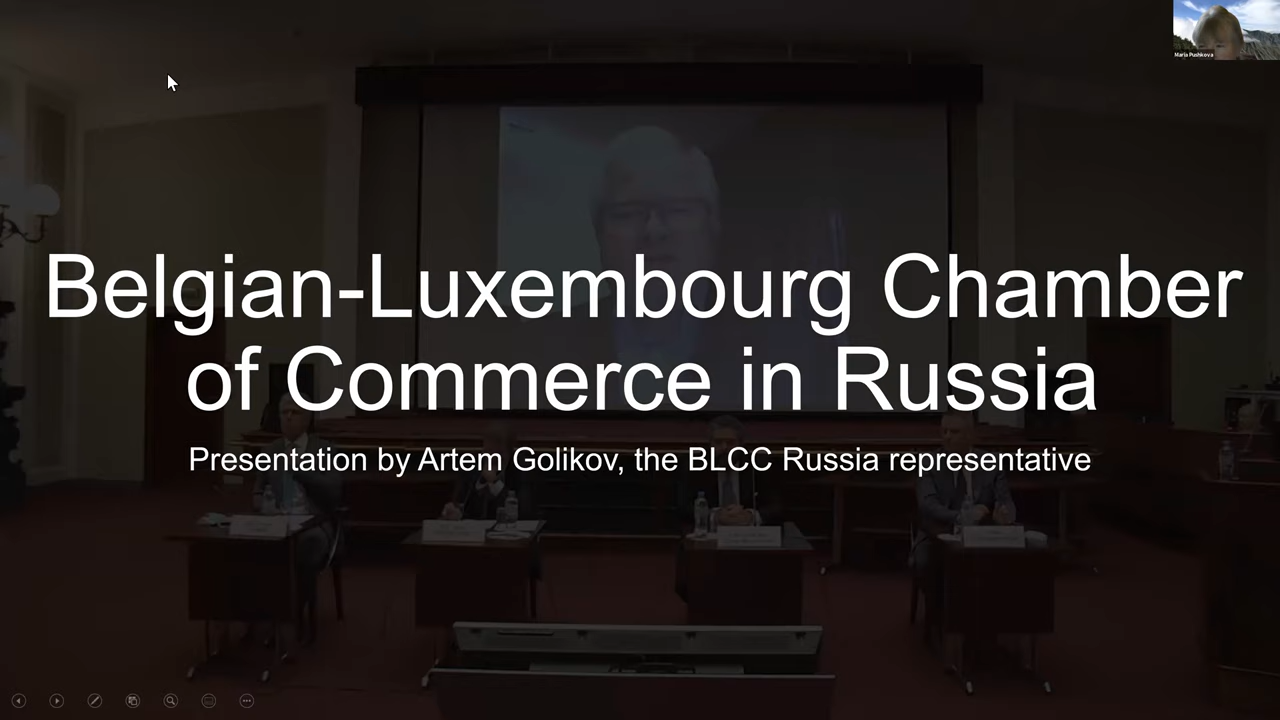 Maria Pushkova
Belgian-Luxembourg Chamber
of Commerce in Russia
Presentation by Artem Golikov, the BLCC Russia representative